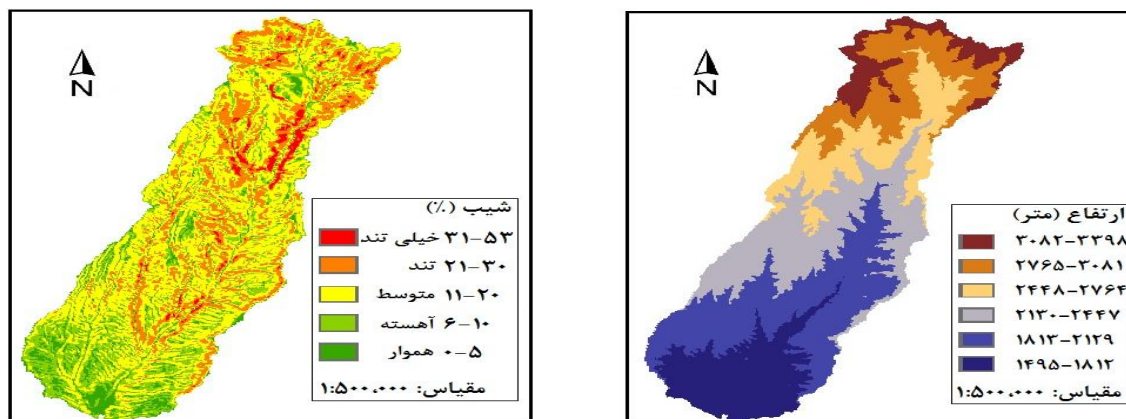 N
شیب (%)
۳۱-۵۳ خیلی تند
۲۱-۳۰ تند
۱۱-۲۰ متوسط
۶-۱۰ آهسته
۰-۵ هموار
مقیاس: ۱:۵۰۰،۰۰۰
N
ارتفاع (متر)
۳۰۸۲-۳۳۹۸
۲۷۶۵-۳۰۸۱
۲۴۴۸-۲۷۶۴
۲۱۳۰-۲۴۴۷
۱۸۱۳-۲۱۲۹
۱۴۹۵-۱۸۱۲
مقیاس: ۱:۵۰۰،۰۰۰